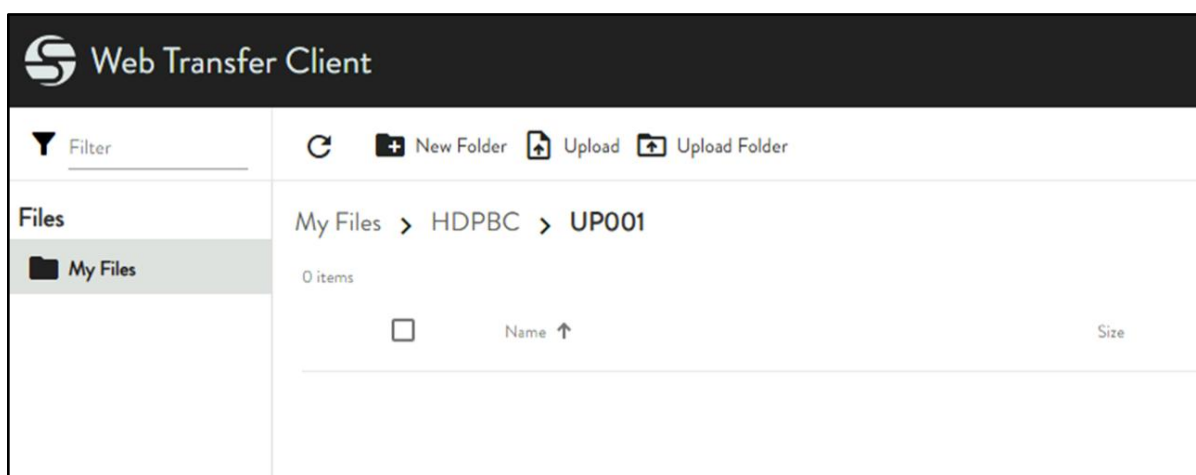 Web Transfer Client
Filter
New Folder Upload Upload Folder
Files
My Files > HDPBC > UP001
My Files
0 items
Name Size